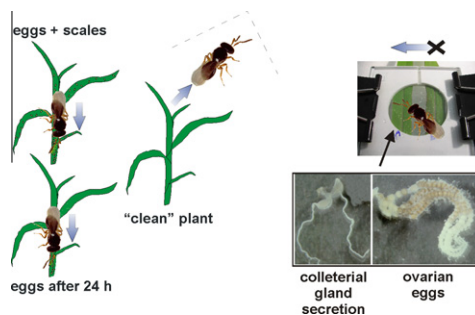 eggs + scales
"clean" plant
eggs after 24 h
colleterial
gland
secretion
ovarian
eggs